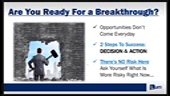 Are You Ready For a Breakthrough?
Opportunities Don't
Come Everyday
2 Steps To Success:
DECISION & ACTION
There's NO Risk Here
Ask Yourself What Is
More Risky Right Now...